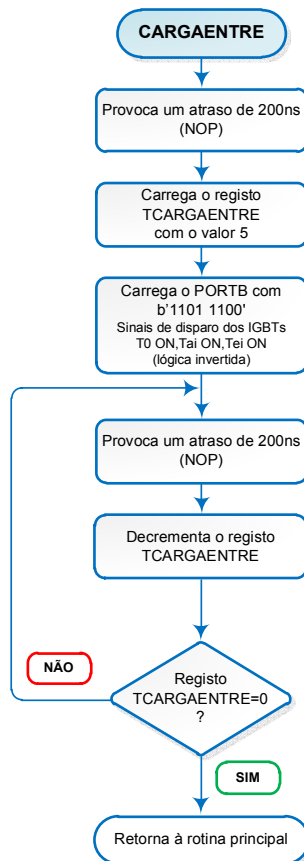 CARGAENTRE
Provoca um atraso de 200ns
(NOP)
Carrega o registo
TCARGAENTRE
com o valor 5
Carrega o PORTB com
b'1101 1100'
Sinais de disparo dos IGBTs
T0 ON,Tai ON,Tei ON
(lógica invertida)
Provoca um atraso de 200ns
(NOP)
Decrementa o registo
TCARGAENTRE
NÃO
Registo
TCARGAENTRE=0
?
SIM
Retorna à rotina principal